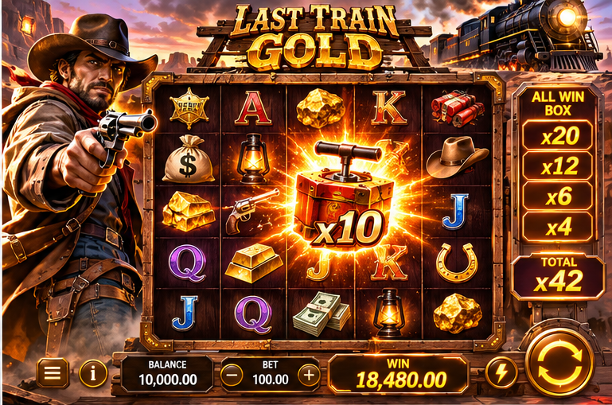 LAST TRAIN
GOLD
ALL WIN
BOX
x20
x12
x6
x4
TOTAL
x42
A
K
J
x10
Q
J
K
J
Q
BALANCE
10,000.00
BET
100.00
WIN
18,480.00